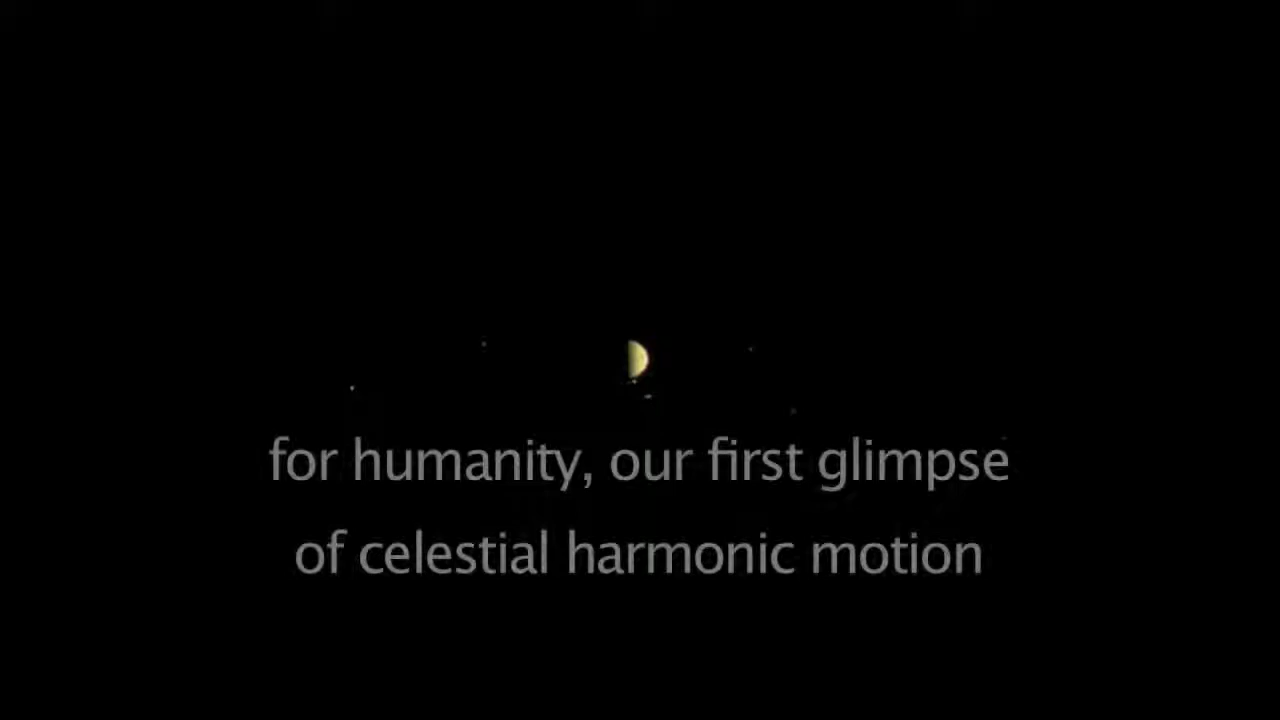 for humanity, our first glimpse
of celestial harmonic motion